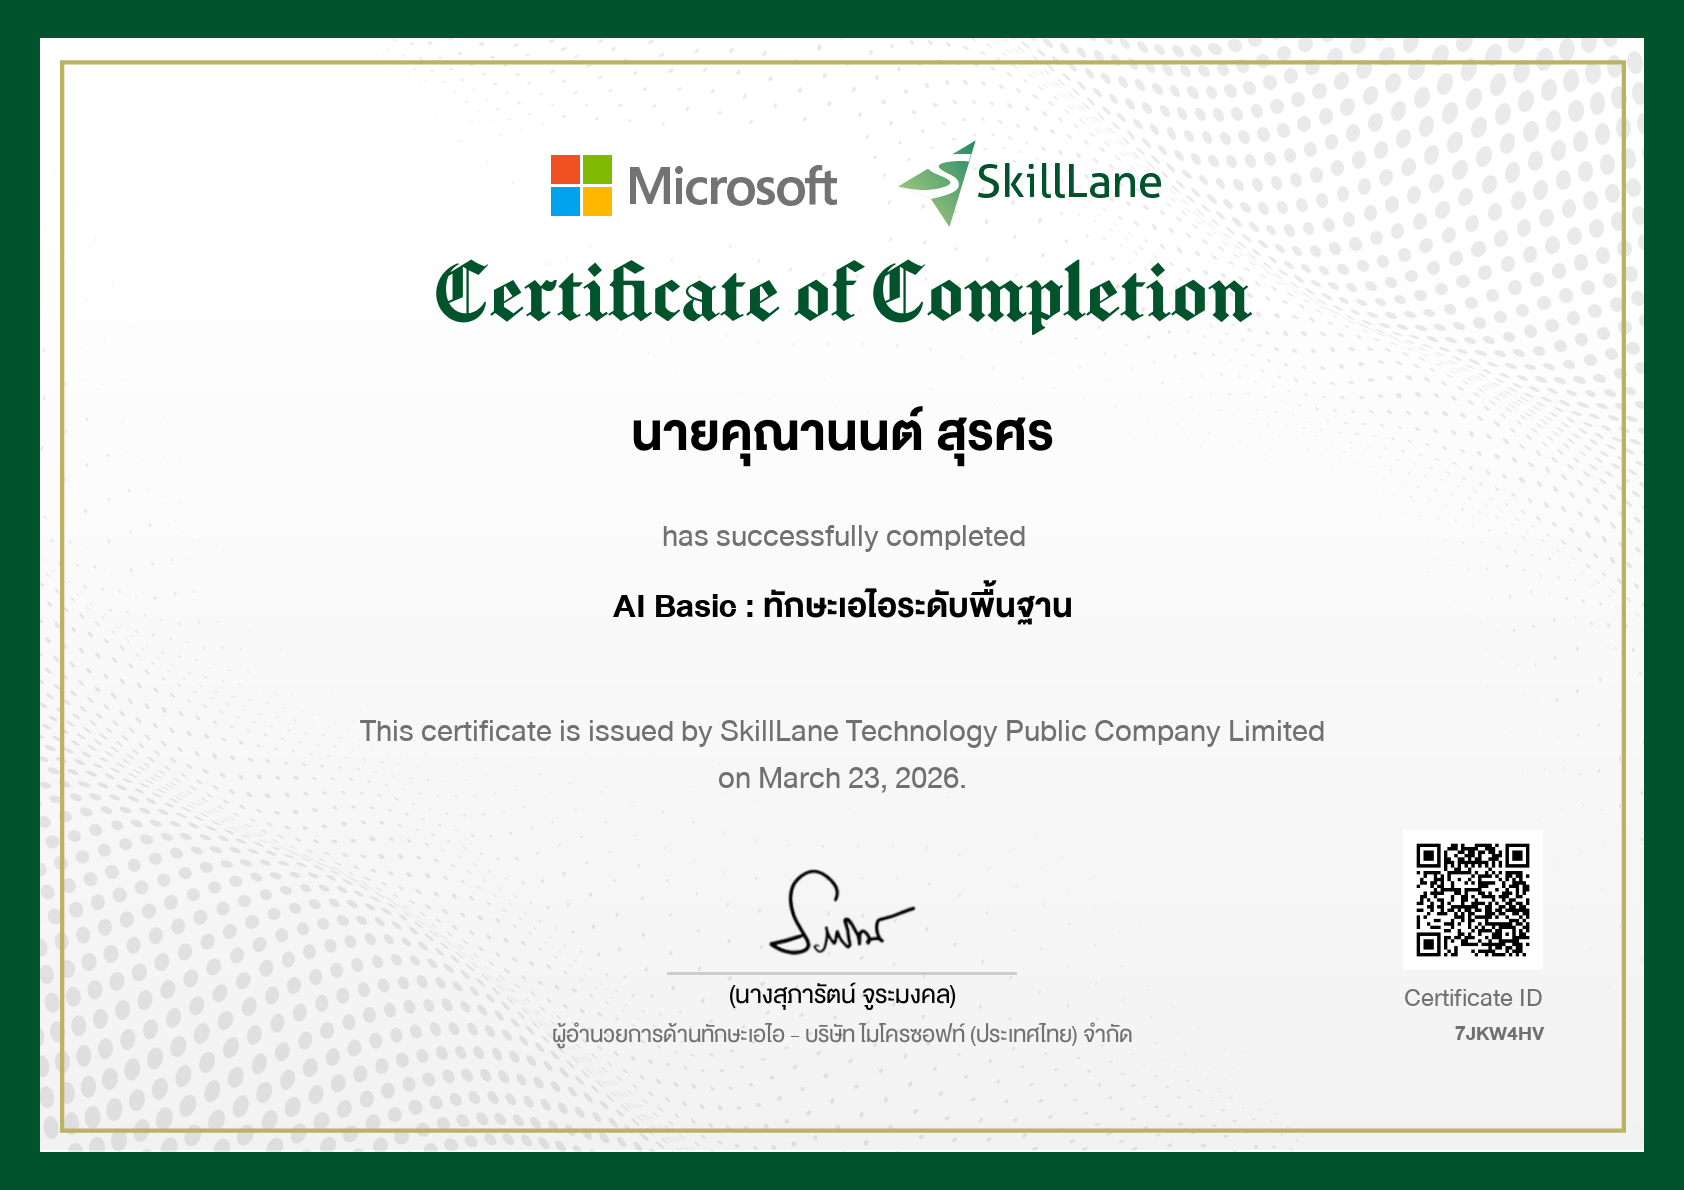 Microsoft SkillLane
Certificate of Completion
นายคุณานนต์ สุรศร
has successfully completed
AI Basic : ทักษะเอไอระดับพื้นฐาน
This certificate is issued by SkillLane Technology Public Company Limited
on March 23, 2026.
(นางสุภารัตน์ จูระมงคล)
ผู้อำนวยการด้านทักษะเอไอ - บริษัท ไมโครซอฟท์ (ประเทศไทย) จำกัด
Certificate ID
7JKW4HV